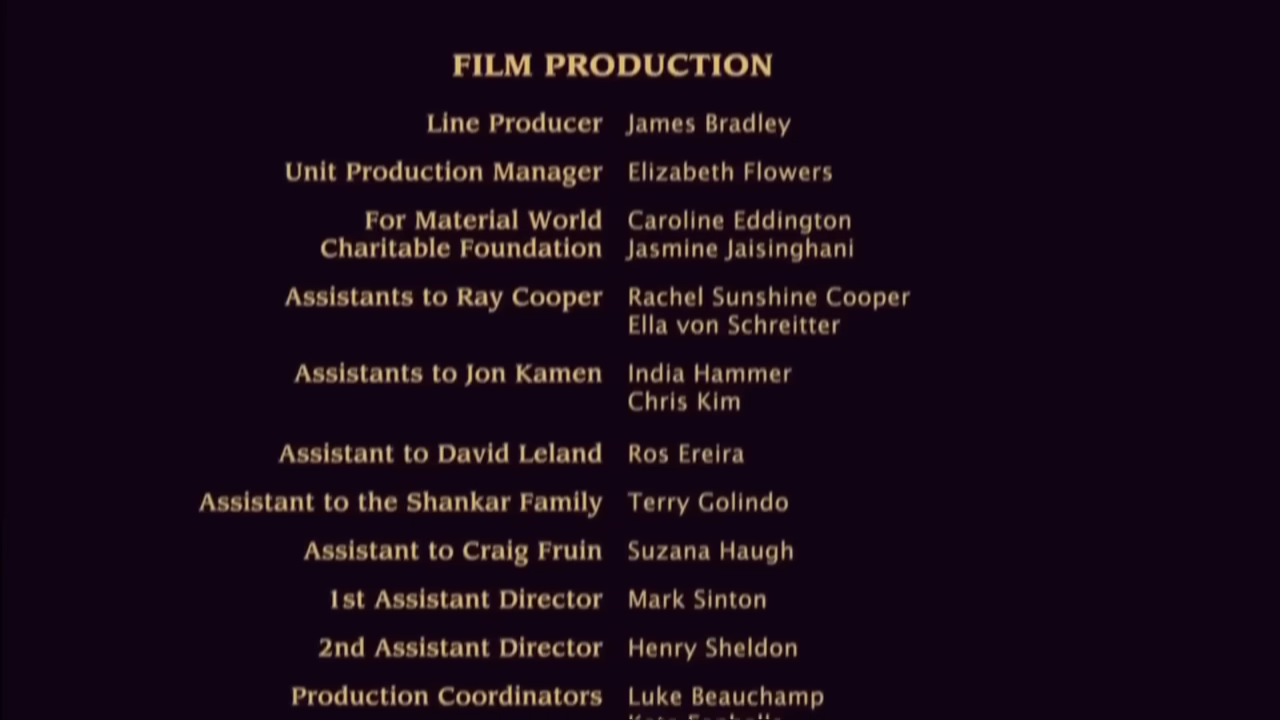 FILM PRODUCTION
Line Producer James Bradley
Unit Production Manager Elizabeth Flowers
For Material World Caroline Eddington
Charitable Foundation Jasmine Jaisinghani
Assistants to Ray Cooper Rachel Sunshine Cooper
Ella von Schreitter
Assistants to Jon Kamen India Hammer
Chris Kim
Assistant to David Leland Ros Ereira
Assistant to the Shankar Family Terry Golindo
Assistant to Craig Fruin Suzana Haugh
1st Assistant Director Mark Sinton
2nd Assistant Director Henry Sheldon
Production Coordinators Luke Beauchamp